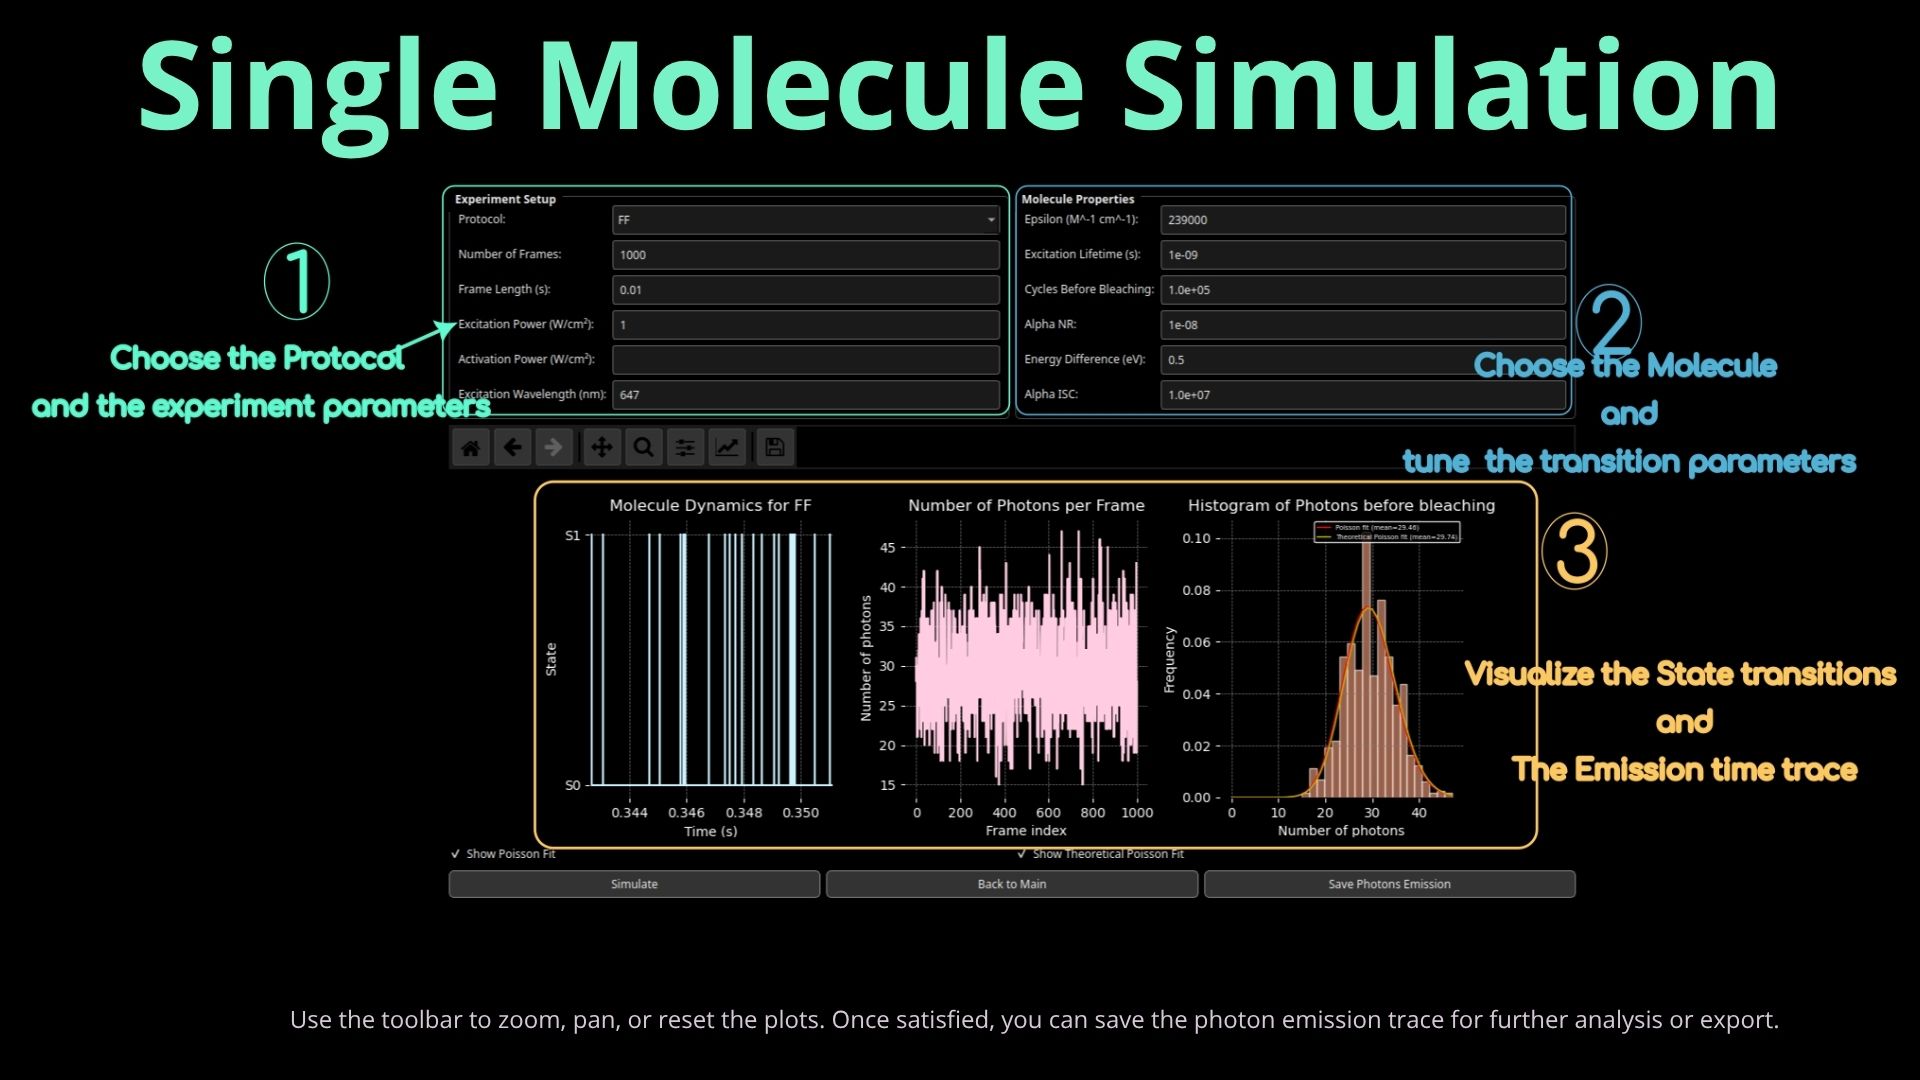 Single Molecule Simulation
Experiment Setup
Protocol: FF
Number of Frames: 1000
Frame Length (s): 0.01
Excitation Power (W/cm²): 1
Activation Power (W/cm²):
Excitation Wavelength (nm): 647
Molecule Properties
Epsilon (M^-1 cm^-1): 239000
Excitation Lifetime (s): 1e-09
Cycles Before Bleaching: 1.0e+05
Alpha NR: 1e-08
Energy Difference (eV): 0.5
Alpha ISC: 1.0e+07
1
Choose the Protocol
and the experiment parameters
2
Choose the Molecule
and
tune the transition parameters
Molecule Dynamics for FF
S1
State
S0
0.344 0.346 0.348 0.350
Time (s)
Number of Photons per Frame
45
40
35
30
25
20
15
Number of photons
0 200 400 600 800 1000
Frame index
Histogram of Photons before bleaching
Poisson fit (mean=29.46)
Theoretical Poisson fit (mean=29.74)
0.10
0.08
0.06
0.04
0.02
0.00
Frequency
0 10 20 30 40
Number of photons
3
Visualize the State transitions
and
The Emission time trace
✓ Show Poisson Fit
✓ Show Theoretical Poisson Fit
Simulate
Back to Main
Save Photons Emission
Use the toolbar to zoom, pan, or reset the plots. Once satisfied, you can save the photon emission trace for further analysis or export.